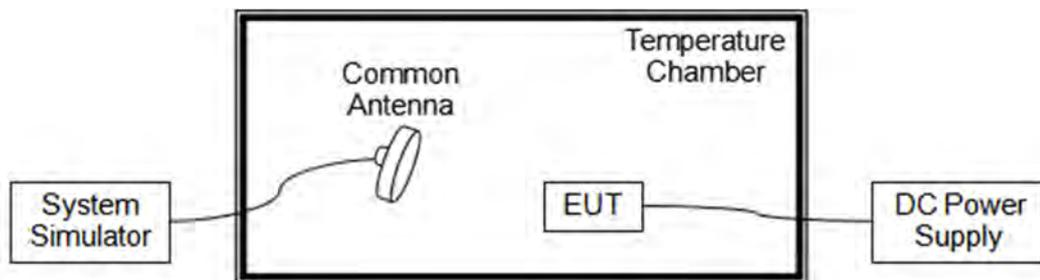 Temperature
Chamber
Common
Antenna
System
Simulator
EUT
DC Power
Supply